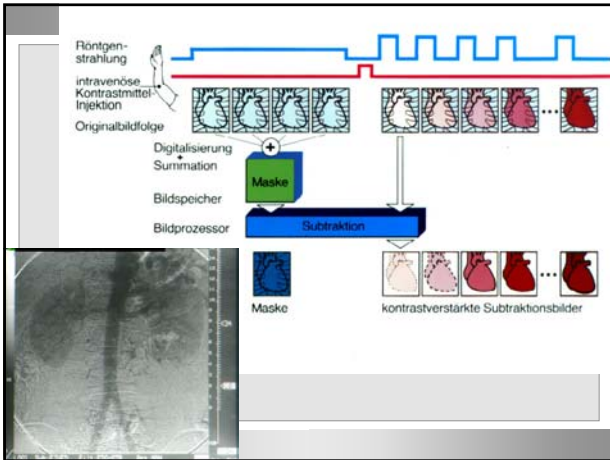 Röntgen-
strahlung
intravenöse
Kontrastmittel-
Injektion
Originalbildfolge
Digitalisierung
+
Summation
+
Maske
Bildspeicher
Bildprozessor
Subtraktion
Maske
kontrastverstärkte Subtraktionsbilder